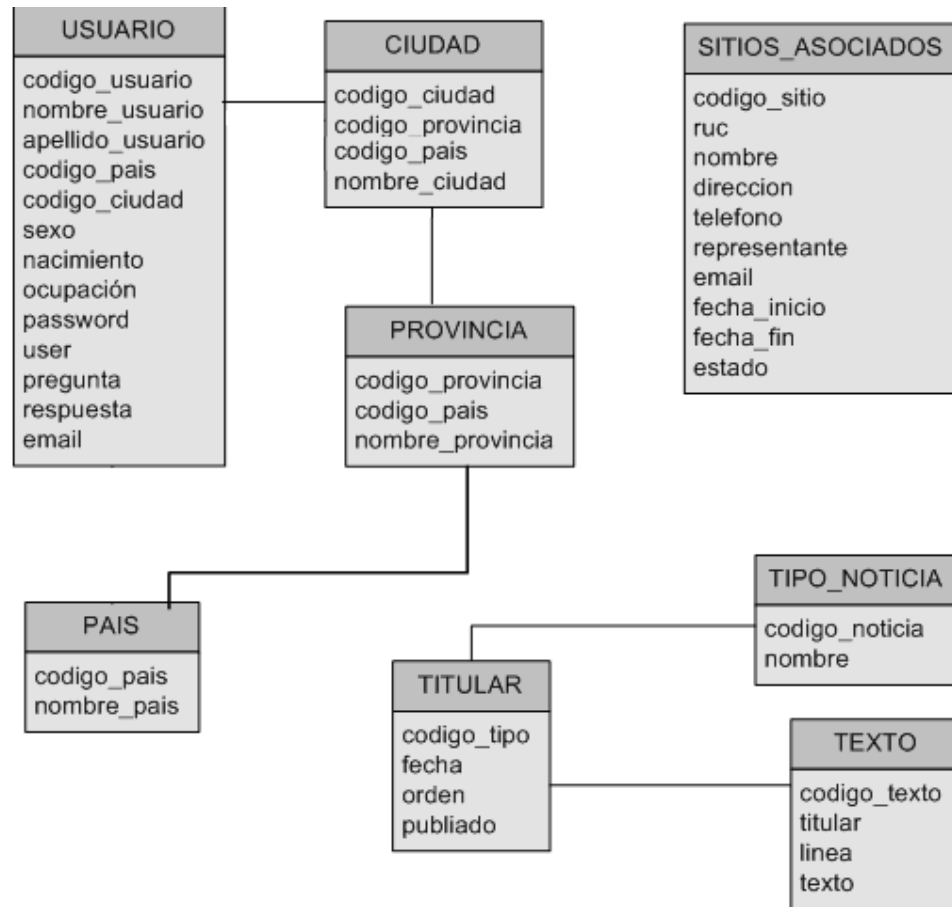 USUARIO
codigo_usuario
nombre_usuario
apellido_usuario
codigo_pais
codigo_ciudad
sexo
nacimiento
ocupación
password
user
pregunta
respuesta
email
CIUDAD
codigo_ciudad
codigo_provincia
codigo_pais
nombre_ciudad
SITIOS_ASOCIADOS
codigo_sitio
ruc
nombre
direccion
telefono
representante
email
fecha_inicio
fecha_fin
estado
PROVINCIA
codigo_provincia
codigo_pais
nombre_provincia
PAIS
codigo_pais
nombre_pais
TITULAR
codigo_tipo
fecha
orden
publiado
TIPO_NOTICIA
codigo_noticia
nombre
TEXTO
codigo_texto
titular
linea
texto